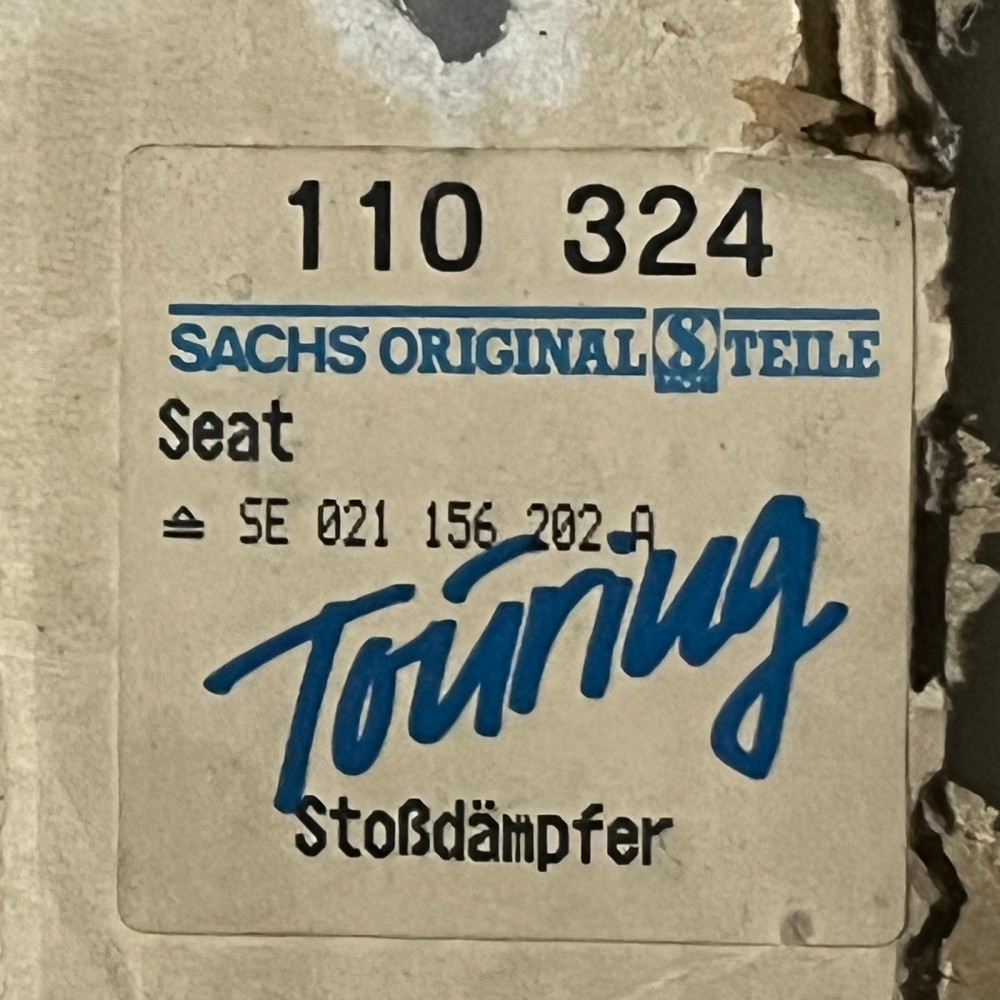 110 324
SACHS ORIGINAL S TEILE
Seat
≙ SE 021 156 202 A
Touring
Stoßdämpfer